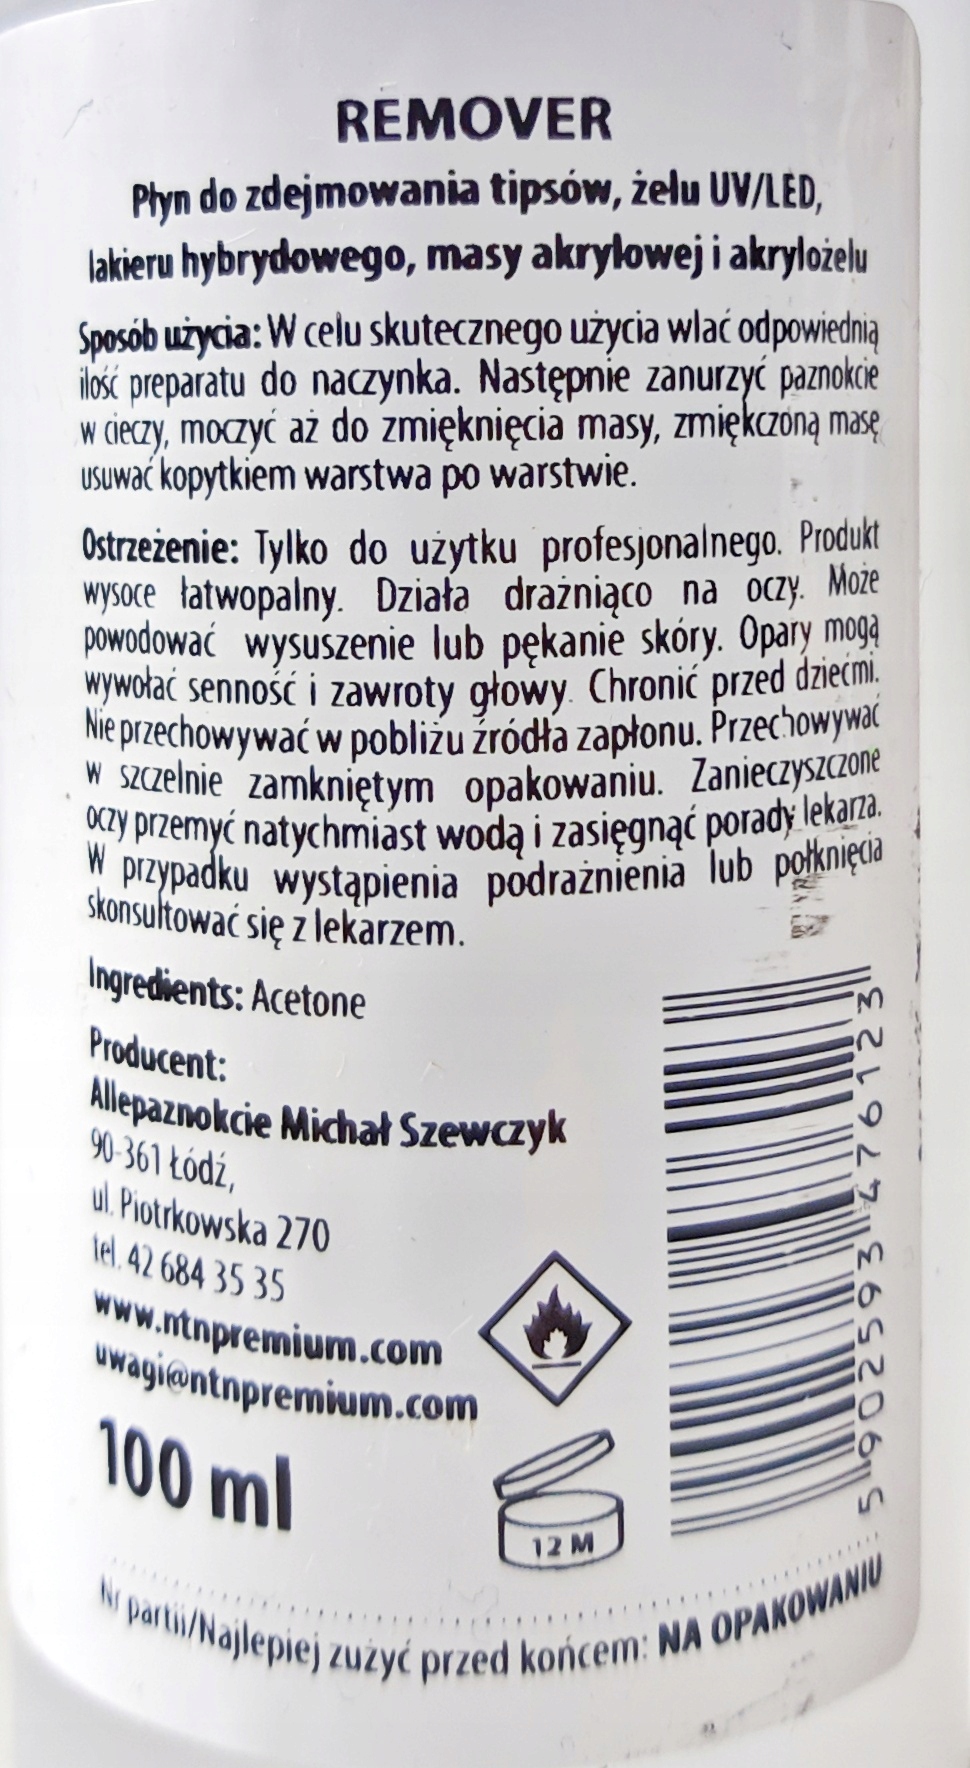 REMOVER
Płyn do zdejmowania tipsów, żelu UV/LED,
lakieru hybrydowego, masy akrylowej i akrylożelu
Sposób użycia: W celu skutecznego użycia wlać odpowiednią
ilość preparatu do naczynka. Następnie zanurzyć paznokcie
w cieczy, moczyć aż do zmięknięcia masy, zmiękczoną masę
usuwać kopytkiem warstwa po warstwie.
Ostrzeżenie: Tylko do użytku profesjonalnego. Produkt
wysoce łatwopalny. Działa drażniąco na oczy. Może
powodować wysuszenie lub pękanie skóry. Opary mogą
wywołać senność i zawroty głowy. Chronić przed dziećmi.
Nie przechowywać w pobliżu źródła zapłonu. Przechowywać
w szczelnie zamkniętym opakowaniu. Zanieczyszczone
oczy przemyć natychmiast wodą i zasięgnąć porady lekarza.
W przypadku wystąpienia podrażnienia lub połknięcia
skonsultować się z lekarzem.
Ingredients: Acetone
Producent:
Allepaznokcie Michał Szewczyk
90-361 Łódź,
ul. Piotrkowska 270
tel. 42 684 35 35
www.ntnpremium.com
uwagi@ntnpremium.com
100 ml
12 M
5 902593 476123
Nr partii/Najlepiej zużyć przed końcem: NA OPAKOWANIU